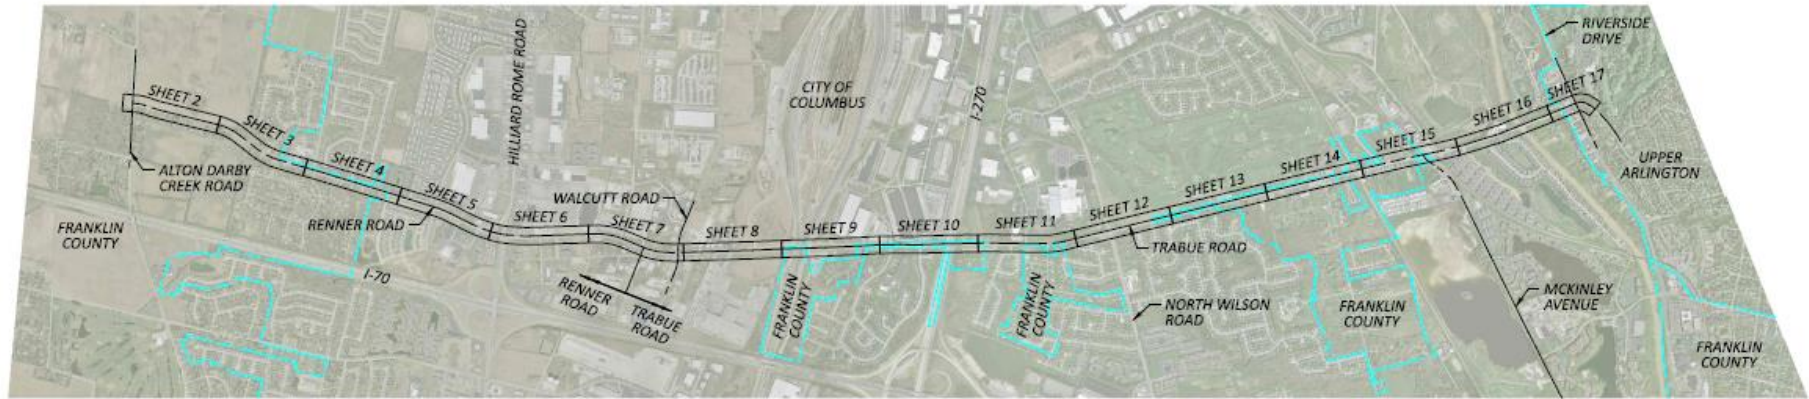 SHEET 2
SHEET 3
SHEET 4
SHEET 5
SHEET 6
SHEET 7
SHEET 8
SHEET 9
SHEET 10
SHEET 11
SHEET 12
SHEET 13
SHEET 14
SHEET 15
SHEET 16
SHEET 17
ALTON DARBY
CREEK ROAD
FRANKLIN
COUNTY
RENNER ROAD
I-70
HILLIARD ROME ROAD
WALCUTT ROAD
RENNER
ROAD
TRABUE
ROAD
CITY OF
COLUMBUS
I-270
FRANKLIN
COUNTY
FRANKLIN
COUNTY
TRABUE ROAD
NORTH WILSON
ROAD
FRANKLIN
COUNTY
MCKINLEY
AVENUE
RIVERSIDE
DRIVE
UPPER
ARLINGTON
FRANKLIN
COUNTY